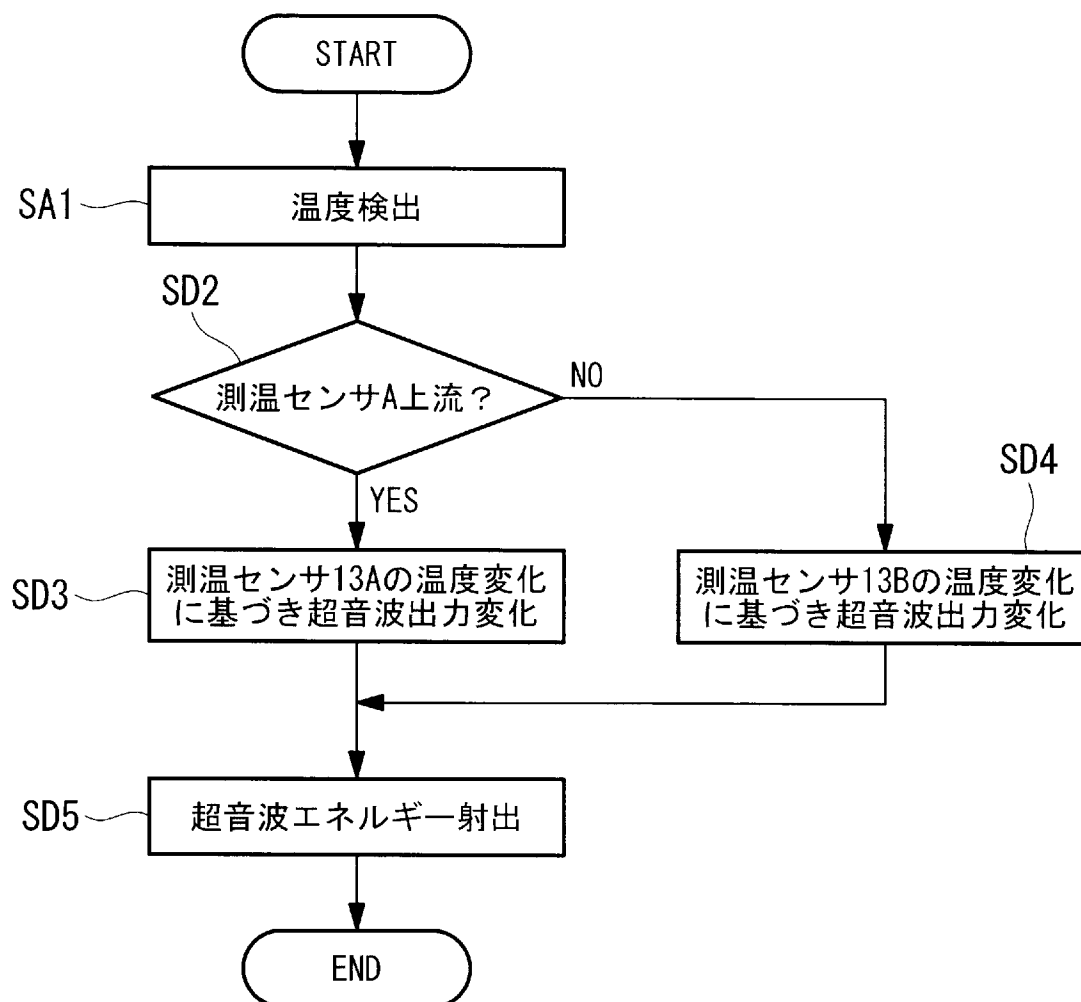 START
SA1
温度検出
SD2
測温センサA上流？
NO
YES
SD4
SD3
測温センサ13Aの温度変化
に基づき超音波出力変化
測温センサ13Bの温度変化
に基づき超音波出力変化
SD5
超音波エネルギー射出
END